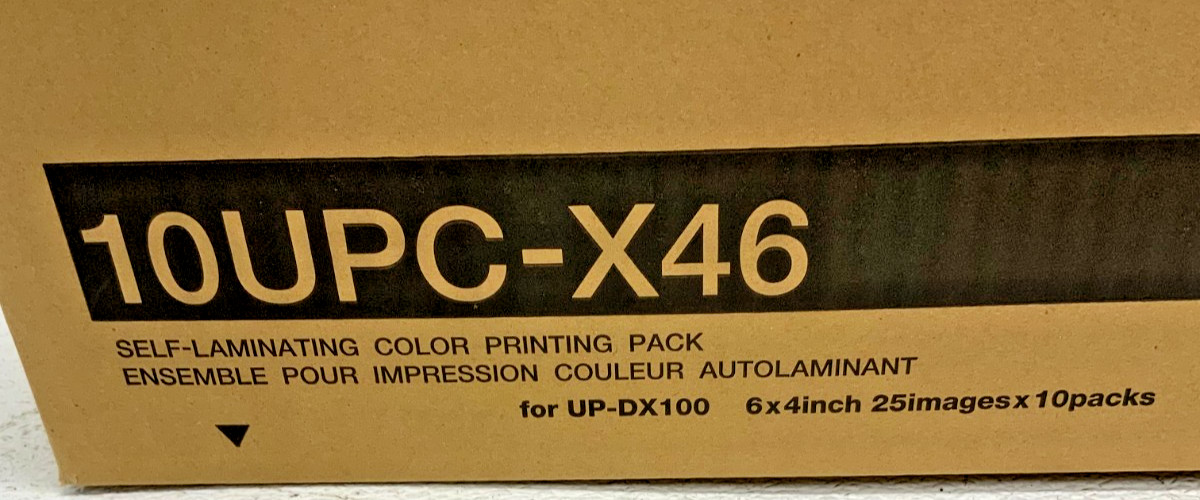 10UPC-X46
SELF-LAMINATING COLOR PRINTING PACK
ENSEMBLE POUR IMPRESSION COULEUR AUTOLAMINANT
for UP-DX100 6x4inch 25imagesx10packs